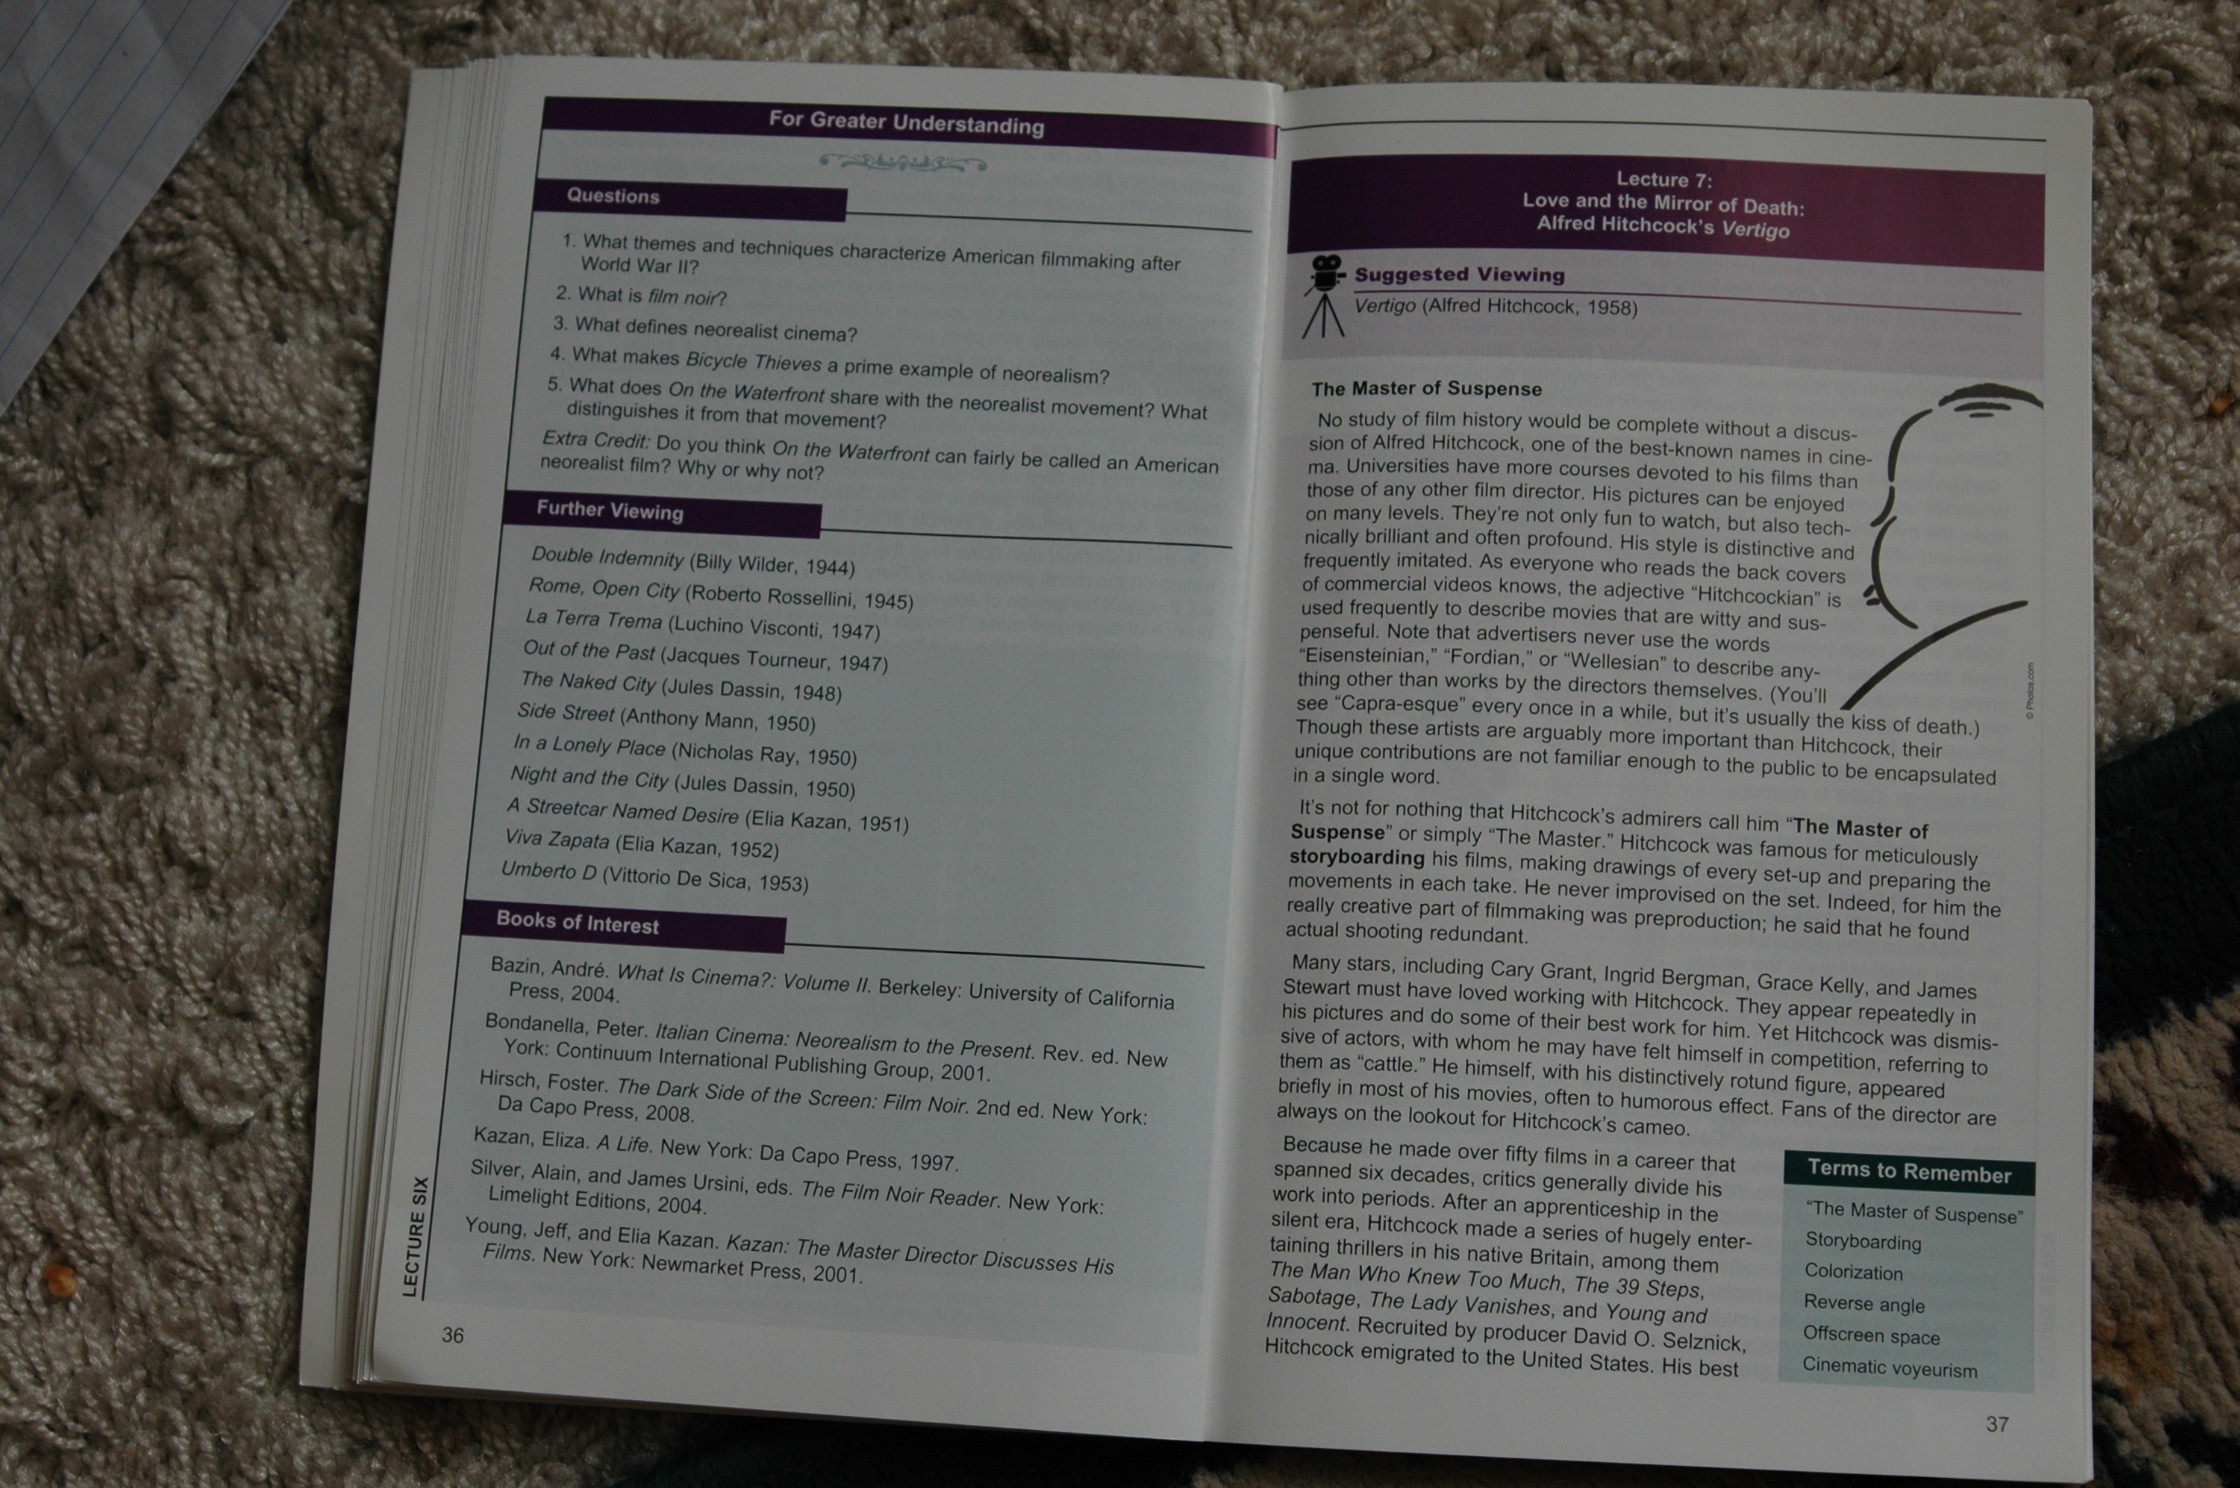 For Greater Understanding
Questions
1. What themes and techniques characterize American filmmaking after
World War II?
2. What is film noir?
3. What defines neorealist cinema?
4. What makes Bicycle Thieves a prime example of neorealism?
5. What does On the Waterfront share with the neorealist movement? What
distinguishes it from that movement?
Extra Credit: Do you think On the Waterfront can fairly be called an American
neorealist film? Why or why not?
Further Viewing
Double Indemnity (Billy Wilder, 1944)
Rome, Open City (Roberto Rossellini, 1945)
La Terra Trema (Luchino Visconti, 1947)
Out of the Past (Jacques Tourneur, 1947)
The Naked City (Jules Dassin, 1948)
Side Street (Anthony Mann, 1950)
In a Lonely Place (Nicholas Ray, 1950)
Night and the City (Jules Dassin, 1950)
A Streetcar Named Desire (Elia Kazan, 1951)
Viva Zapata (Elia Kazan, 1952)
Umberto D (Vittorio De Sica, 1953)
Books of Interest
Bazin, André. What Is Cinema?: Volume II. Berkeley: University of California
Press, 2004.
Bondanella, Peter. Italian Cinema: Neorealism to the Present. Rev. ed. New
York: Continuum International Publishing Group, 2001.
Hirsch, Foster. The Dark Side of the Screen: Film Noir. 2nd ed. New York:
Da Capo Press, 2008.
Kazan, Eliza. A Life. New York: Da Capo Press, 1997.
Silver, Alain, and James Ursini, eds. The Film Noir Reader. New York:
Limelight Editions, 2004.
Young, Jeff, and Elia Kazan. Kazan: The Master Director Discusses His
Films. New York: Newmarket Press, 2001.
LECTURE SIX
36
Lecture 7:
Love and the Mirror of Death:
Alfred Hitchcock's Vertigo
Suggested Viewing
Vertigo (Alfred Hitchcock, 1958)
The Master of Suspense
No study of film history would be complete without a discus-
sion of Alfred Hitchcock, one of the best-known names in cine-
ma. Universities have more courses devoted to his films than
those of any other film director. His pictures can be enjoyed
on many levels. They're not only fun to watch, but also tech-
nically brilliant and often profound. His style is distinctive and
frequently imitated. As everyone who reads the back covers
of commercial videos knows, the adjective “Hitchcockian” is
used frequently to describe movies that are witty and sus-
penseful. Note that advertisers never use the words
“Eisensteinian,” “Fordian,” or “Wellesian” to describe any-
thing other than works by the directors themselves. (You'll
see “Capra-esque” every once in a while, but it's usually the kiss of death.)
Though these artists are arguably more important than Hitchcock, their
unique contributions are not familiar enough to the public to be encapsulated
in a single word.
© Photos.com
It's not for nothing that Hitchcock's admirers call him “The Master of
Suspense” or simply “The Master.” Hitchcock was famous for meticulously
storyboarding his films, making drawings of every set-up and preparing the
movements in each take. He never improvised on the set. Indeed, for him the
really creative part of filmmaking was preproduction; he said that he found
actual shooting redundant.
Many stars, including Cary Grant, Ingrid Bergman, Grace Kelly, and James
Stewart must have loved working with Hitchcock. They appear repeatedly in
his pictures and do some of their best work for him. Yet Hitchcock was dismis-
sive of actors, with whom he may have felt himself in competition, referring to
them as “cattle.” He himself, with his distinctively rotund figure, appeared
briefly in most of his movies, often to humorous effect. Fans of the director are
always on the lookout for Hitchcock's cameo.
Because he made over fifty films in a career that
spanned six decades, critics generally divide his
work into periods. After an apprenticeship in the
silent era, Hitchcock made a series of hugely enter-
taining thrillers in his native Britain, among them
The Man Who Knew Too Much, The 39 Steps,
Sabotage, The Lady Vanishes, and Young and
Innocent. Recruited by producer David O. Selznick,
Hitchcock emigrated to the United States. His best
Terms to Remember
“The Master of Suspense”
Storyboarding
Colorization
Reverse angle
Offscreen space
Cinematic voyeurism
37